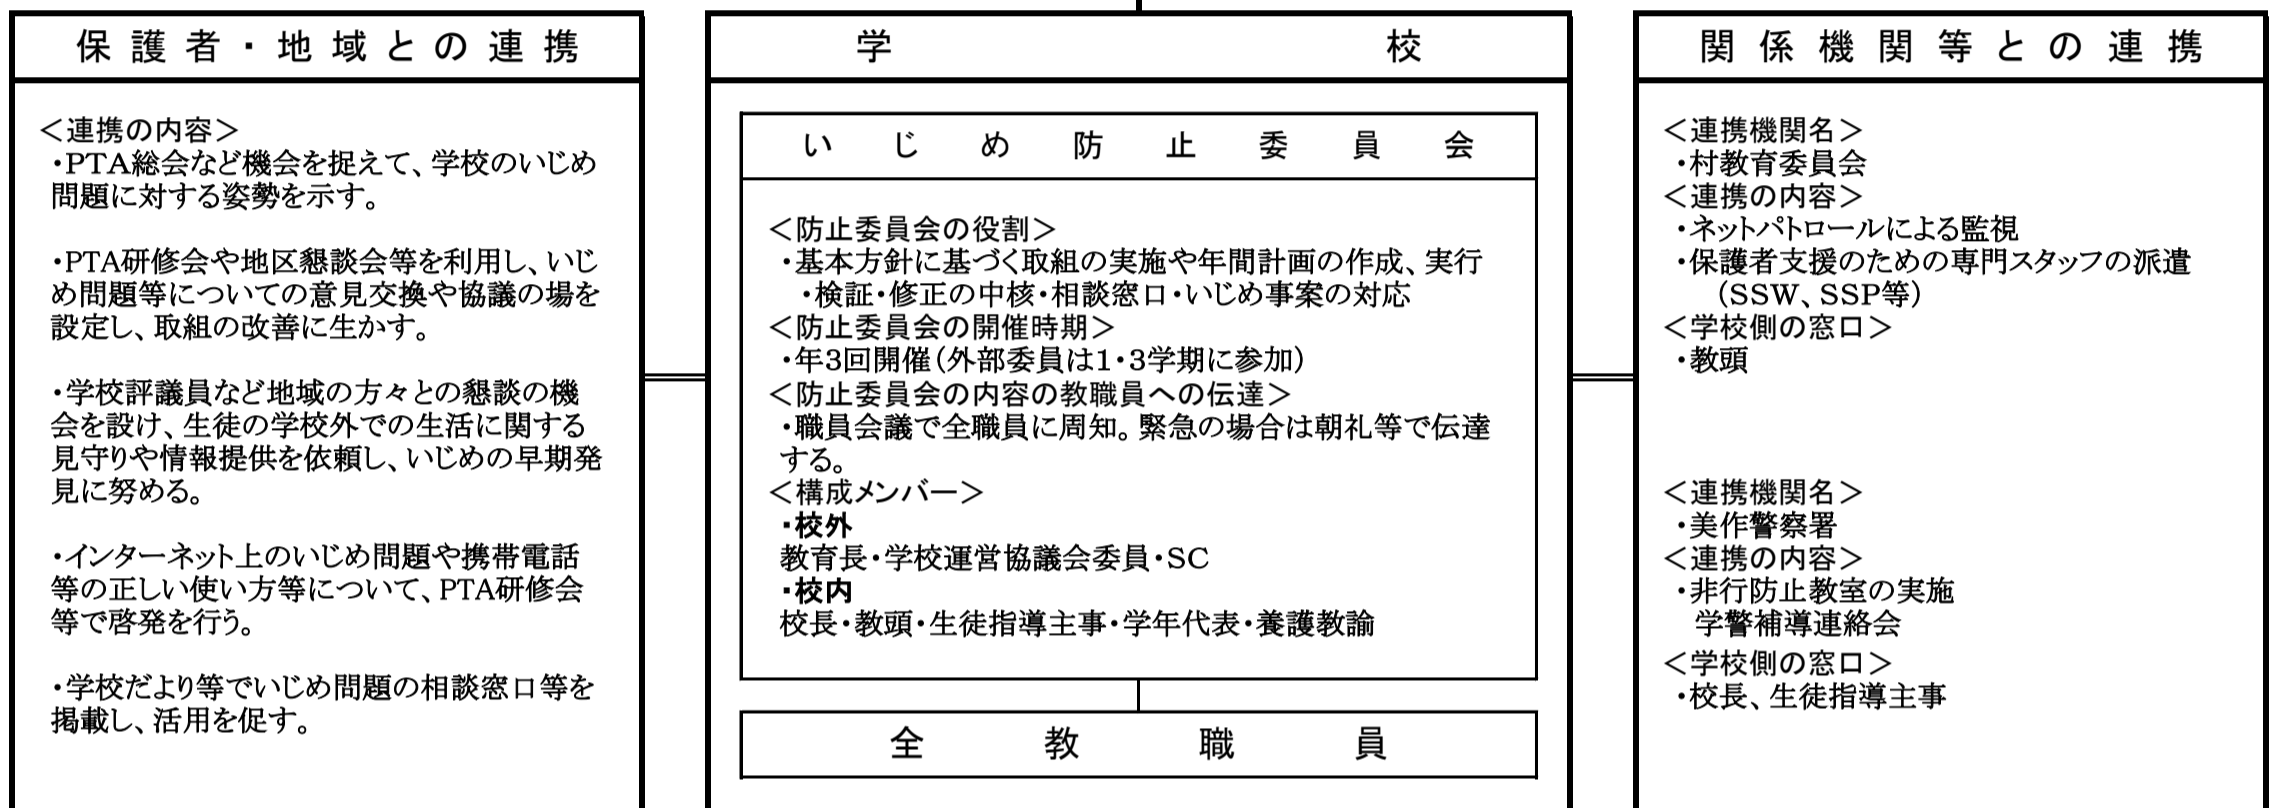 保護者・地域との連携
＜連携の内容＞
・PTA総会など機会を捉えて、学校のいじめ
問題に対する姿勢を示す。
・PTA研修会や地区懇談会等を利用し、いじ
め問題等についての意見交換や協議の場を
設定し、取組の改善に生かす。
・学校評議員など地域の方々との懇談の機
会を設け、生徒の学校外での生活に関する
見守りや情報提供を依頼し、いじめの早期発
見に努める。
・インターネット上のいじめ問題や携帯電話
等の正しい使い方等について、PTA研修会
等で啓発を行う。
・学校だより等でいじめ問題の相談窓口等を
掲載し、活用を促す。
学校
いじめ防止委員会
＜防止委員会の役割＞
・基本方針に基づく取組の実施や年間計画の作成、実行
・検証・修正の中核・相談窓口・いじめ事案の対応
＜防止委員会の開催時期＞
・年3回開催（外部委員は1・3学期に参加）
＜防止委員会の内容の教職員への伝達＞
・職員会議で全職員に周知。緊急の場合は朝礼等で伝達
する。
＜構成メンバー＞
・校外
教育長・学校運営協議会委員・SC
・校内
校長・教頭・生徒指導主事・学年代表・養護教諭
全教職員
関係機関等との連携
＜連携機関名＞
・村教育委員会
＜連携の内容＞
・ネットパトロールによる監視
・保護者支援のための専門スタッフの派遣
（SSW、SSP等）
＜学校側の窓口＞
・教頭
＜連携機関名＞
・美作警察署
＜連携の内容＞
・非行防止教室の実施
学警補導連絡会
＜学校側の窓口＞
・校長、生徒指導主事